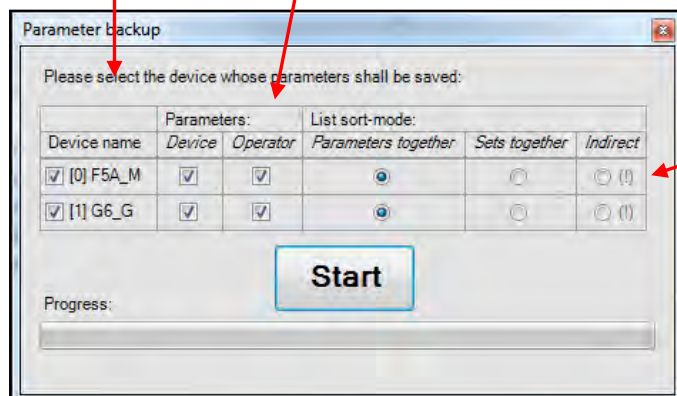 Parameter backup
Please select the device whose parameters shall be saved:
Parameters: List sort-mode:
Device name Device Operator Parameters together Sets together Indirect
[0] F5A_M (!)
[1] G6_G (!)
Start
Progress: